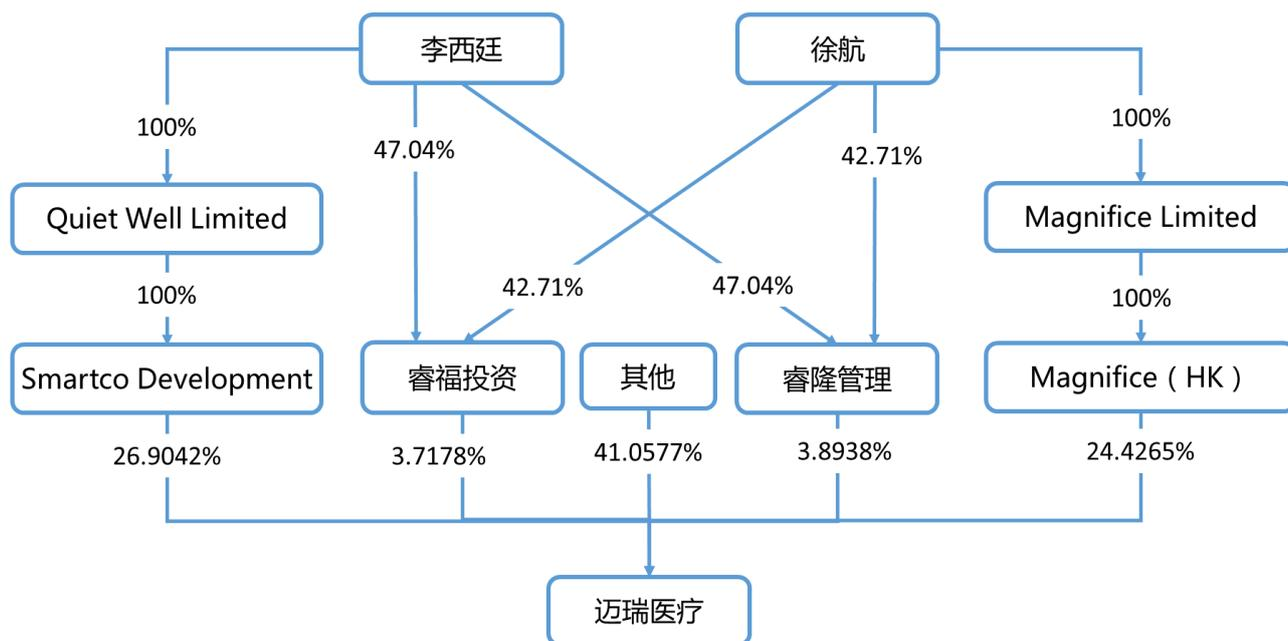 李西廷
徐航
100%
47.04%
42.71%
100%
Quiet Well Limited
Magnifice Limited
100%
42.71%
47.04%
100%
Smartco Development
睿福投资
其他
睿隆管理
Magnifice（HK）
26.9042%
3.7178%
41.0577%
3.8938%
24.4265%
迈瑞医疗